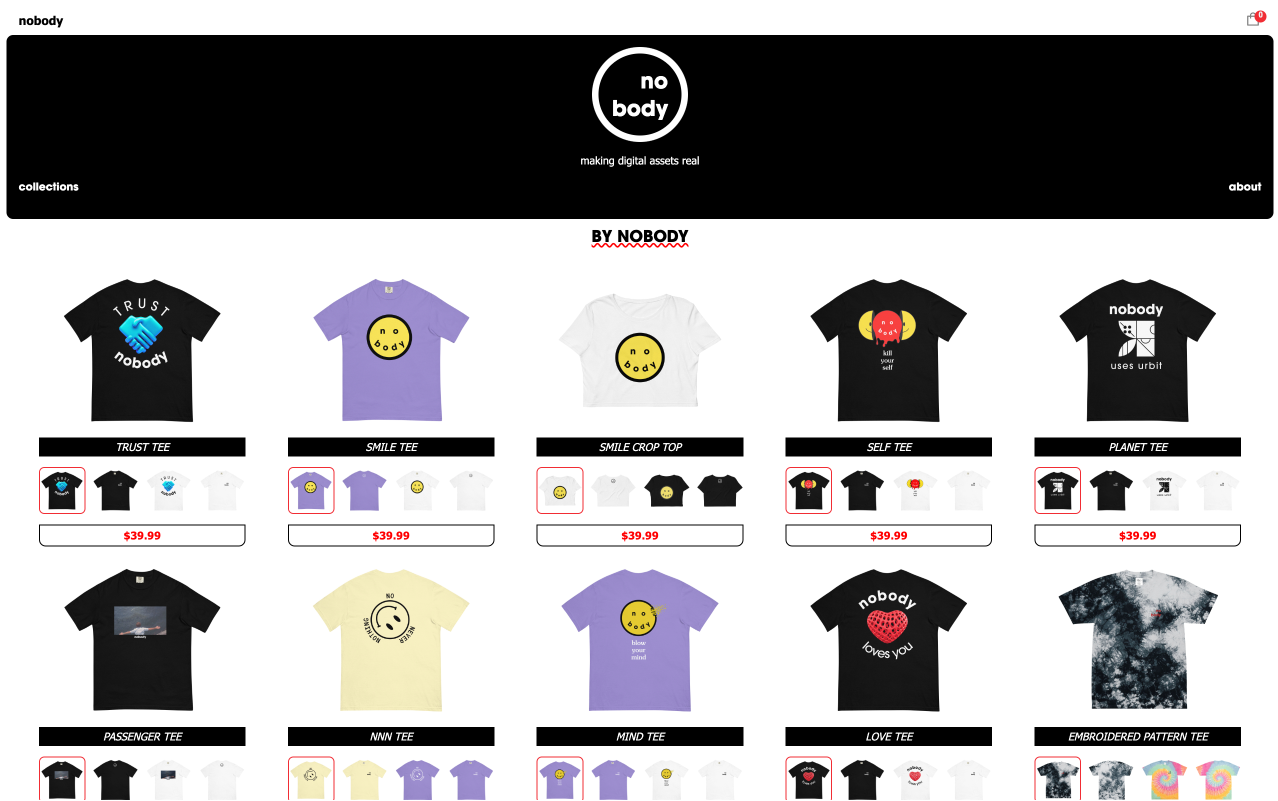 nobody
0
no
body
making digital assets real
collections
about
BY NOBODY
TRUST
nobody
no
body
no
body
no
body
kill
your
self
nobody
uses urbit
TRUST TEE
SMILE TEE
SMILE CROP TOP
SELF TEE
PLANET TEE
$39.99
$39.99
$39.99
$39.99
$39.99
nobody
NO
NEVER
NOTHING
no
body
blow
your
mind
nobody
loves you
PASSENGER TEE
NNN TEE
MIND TEE
LOVE TEE
EMBROIDERED PATTERN TEE